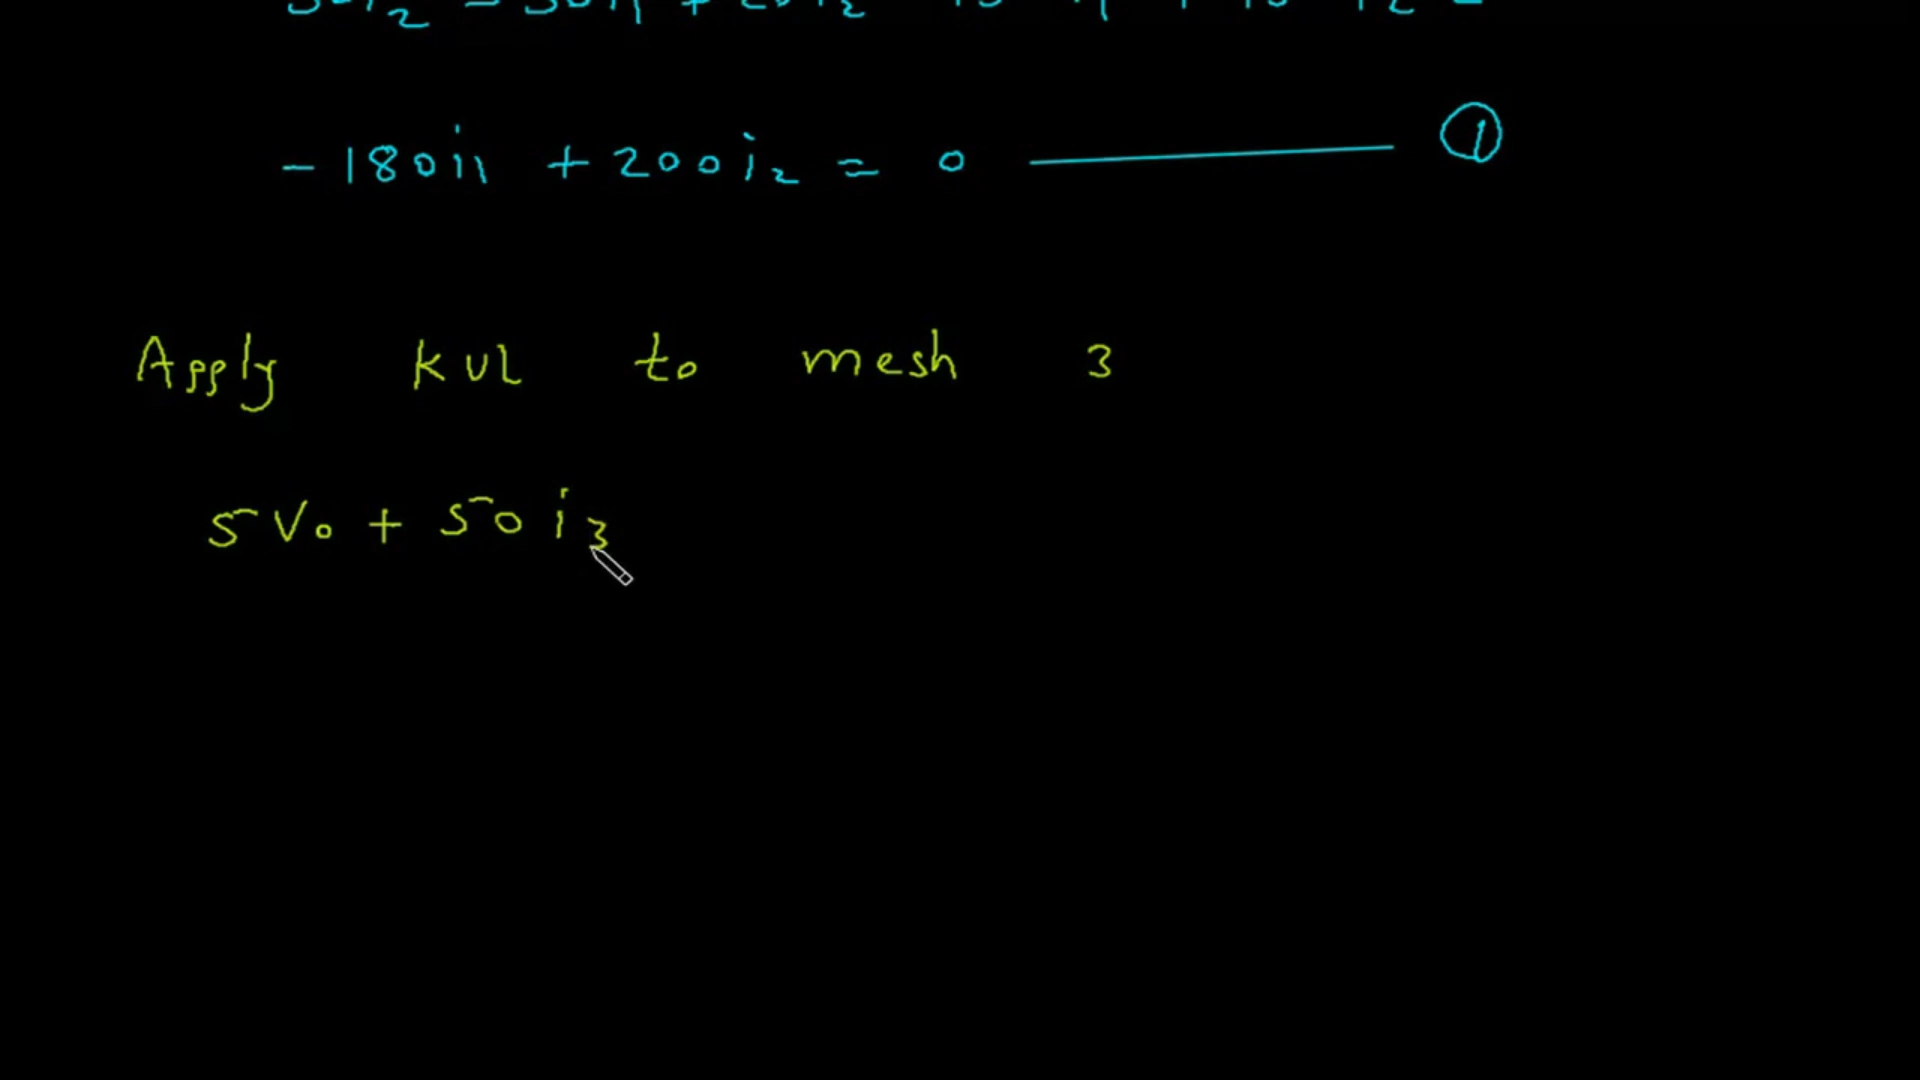 -180i1 + 200i2 = 0 ——— ①
Apply KVL to mesh 3
5V0 + 50i3